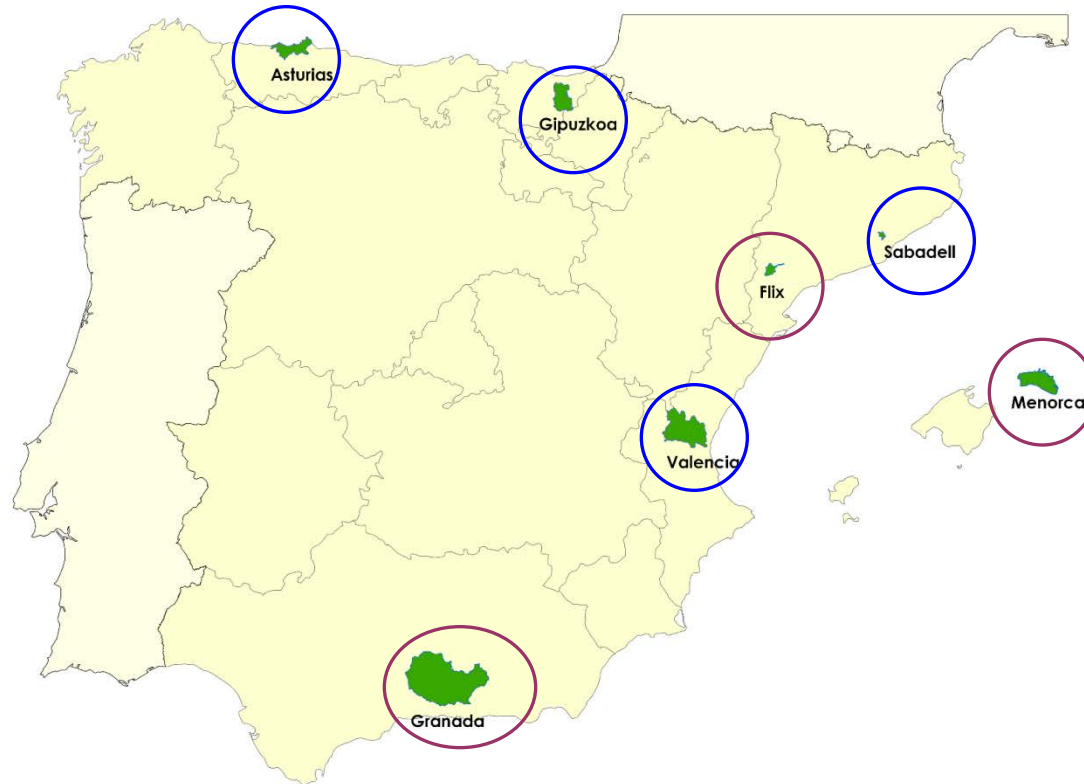 Asturias
Gipuzkoa
Sabadell
Flix
Menorca
Valencia
Granada